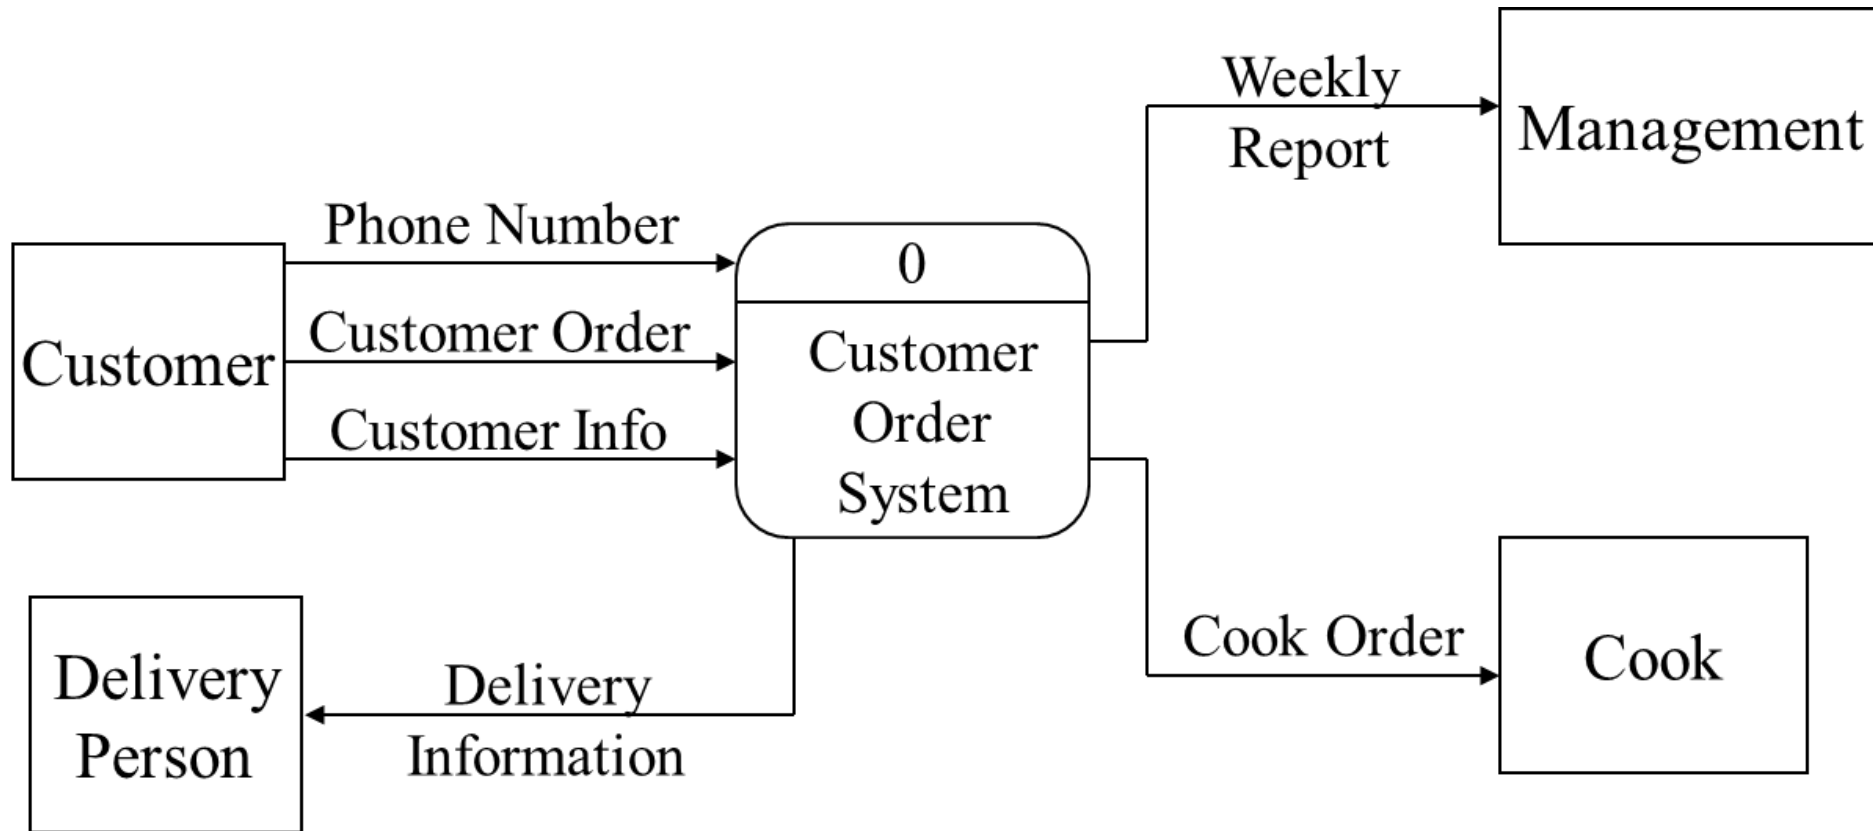 Weekly
Report
Management
Phone Number
0
Customer Order
Customer
Customer Info
Customer
Order
System
Delivery
Person
Delivery
Information
Cook Order
Cook